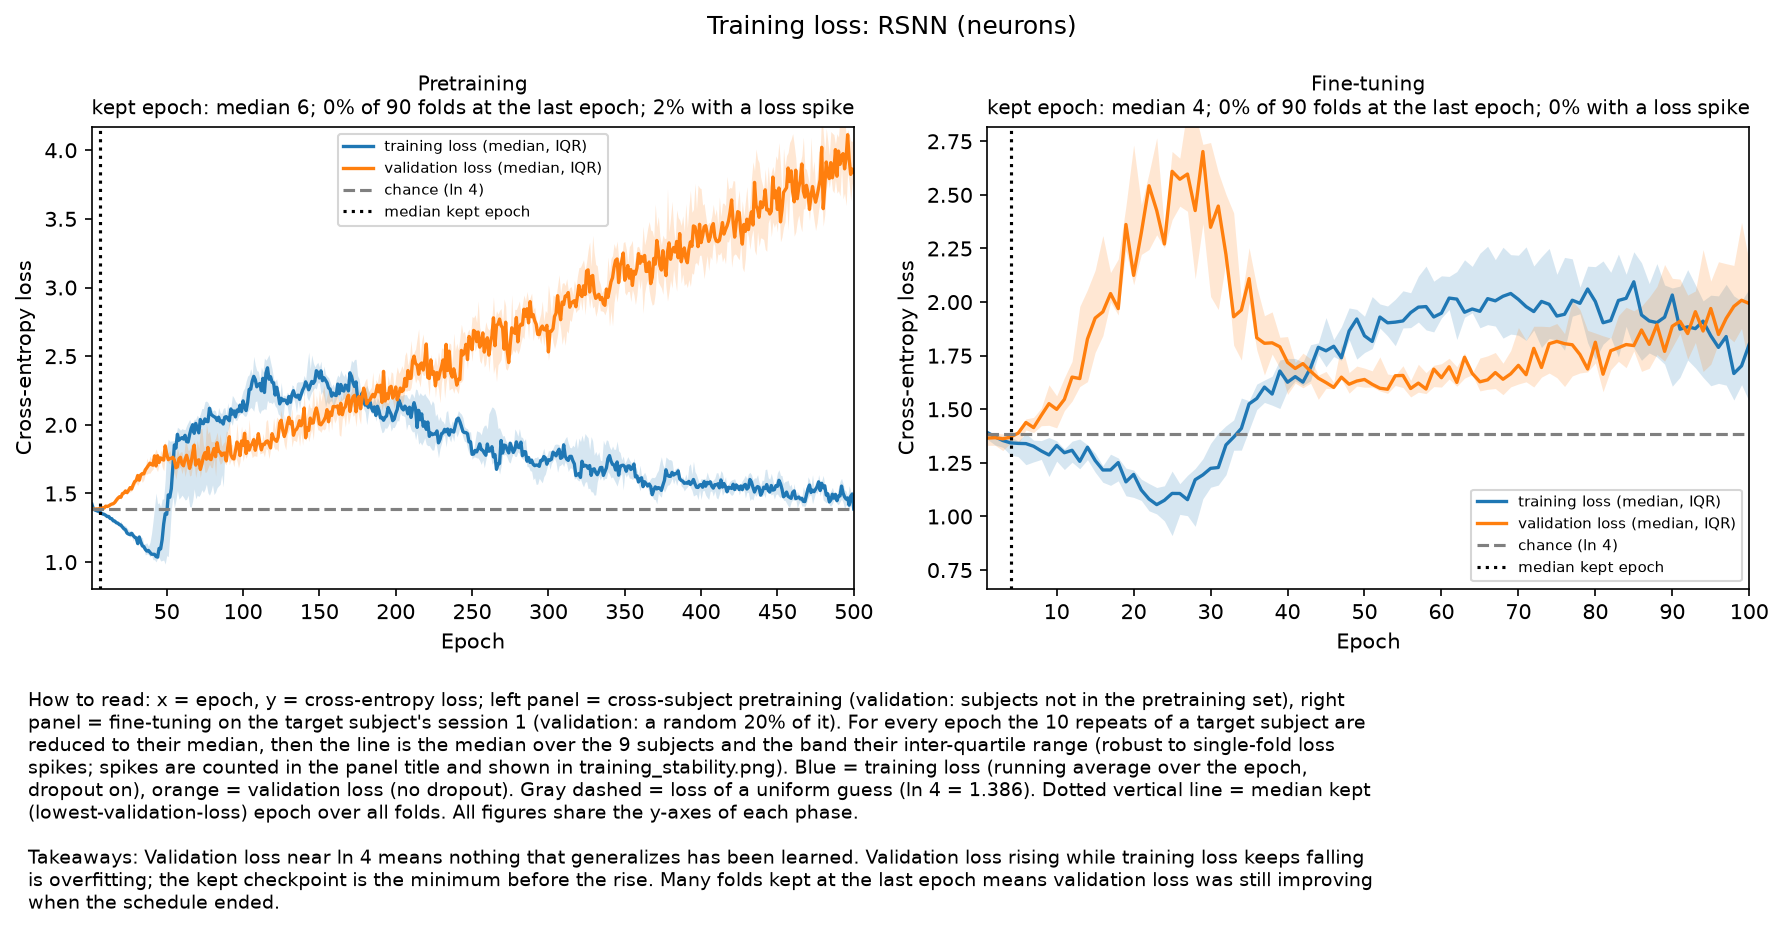 Training loss: RSNN (neurons)
Pretraining
kept epoch: median 6; 0% of 90 folds at the last epoch; 2% with a loss spike
training loss (median, IQR)
validation loss (median, IQR)
chance (ln 4)
median kept epoch
Cross-entropy loss
4.0
3.5
3.0
2.5
2.0
1.5
1.0
50 100 150 200 250 300 350 400 450 500
Epoch
Fine-tuning
kept epoch: median 4; 0% of 90 folds at the last epoch; 0% with a loss spike
Cross-entropy loss
2.75
2.50
2.25
2.00
1.75
1.50
1.25
1.00
0.75
training loss (median, IQR)
validation loss (median, IQR)
chance (ln 4)
median kept epoch
10 20 30 40 50 60 70 80 90 100
Epoch
How to read: x = epoch, y = cross-entropy loss; left panel = cross-subject pretraining (validation: subjects not in the pretraining set), right
panel = fine-tuning on the target subject's session 1 (validation: a random 20% of it). For every epoch the 10 repeats of a target subject are
reduced to their median, then the line is the median over the 9 subjects and the band their inter-quartile range (robust to single-fold loss
spikes; spikes are counted in the panel title and shown in training_stability.png). Blue = training loss (running average over the epoch,
dropout on), orange = validation loss (no dropout). Gray dashed = loss of a uniform guess (ln 4 = 1.386). Dotted vertical line = median kept
(lowest-validation-loss) epoch over all folds. All figures share the y-axes of each phase.
Takeaways: Validation loss near ln 4 means nothing that generalizes has been learned. Validation loss rising while training loss keeps falling
is overfitting; the kept checkpoint is the minimum before the rise. Many folds kept at the last epoch means validation loss was still improving
when the schedule ended.